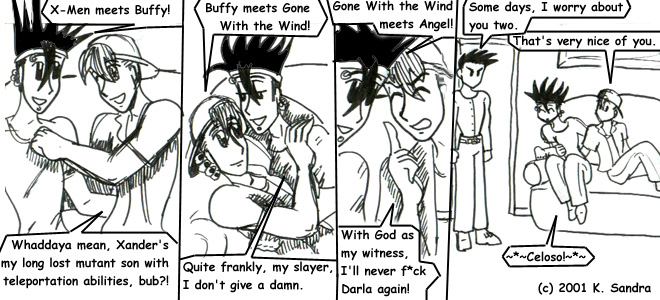 X-Men meets Buffy!
Whaddaya mean, Xander's
my long lost mutant son with
teleportation abilities, bub?!
Buffy meets Gone
With the Wind!
Quite frankly, my slayer,
I don't give a damn.
Gone With the Wind
meets Angel!
With God as
my witness,
I'll never f*ck
Darla again!
Some days, I worry about
you two.
That's very nice of you.
~*~Celoso!~*~
(c) 2001 K. Sandra